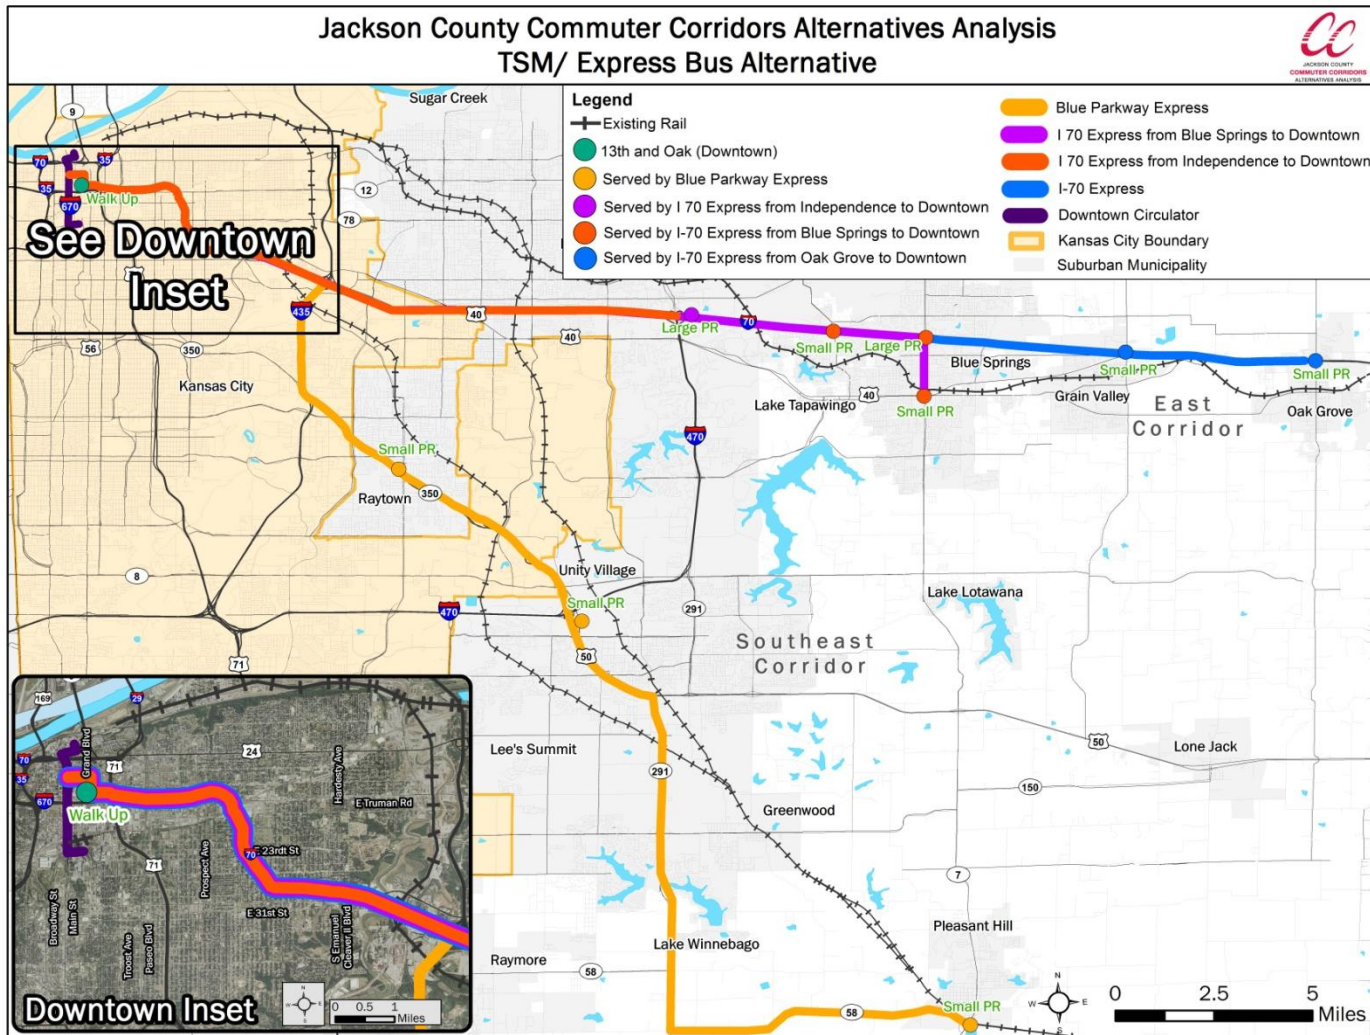 Jackson County Commuter Corridors Alternatives Analysis
TSM/ Express Bus Alternative
CC
JACKSON COUNTY
COMMUTER CORRIDORS
ALTERNATIVES ANALYSIS
Legend
Existing Rail
13th and Oak (Downtown)
Served by Blue Parkway Express
Served by I 70 Express from Independence to Downtown
Served by I-70 Express from Blue Springs to Downtown
Served by I-70 Express from Oak Grove to Downtown
Blue Parkway Express
I 70 Express from Blue Springs to Downtown
I 70 Express from Independence to Downtown
I-70 Express
Downtown Circulator
Kansas City Boundary
Suburban Municipality
Sugar Creek
9
70
35
35
670
Walk Up
12
78
See Downtown
Inset
435
40
40
56
350
Kansas City
Large PR
70
Small PR
Large PR
Blue Springs
Small PR
Small PR
Lake Tapawingo
40
Small PR
Grain Valley
Oak Grove
East
Corridor
470
Small PR
Raytown
350
8
Unity Village
Small PR
470
291
Lake Lotawana
Southeast
Corridor
50
71
Lee's Summit
291
50
Lone Jack
150
Greenwood
7
Pleasant Hill
Lake Winnebago
Raymore
58
58
Small PR
N
W
E
S
0
2.5
5
Miles
169
29
Grand Blvd
71
24
70
35
670
Walk Up
Hardesty Ave
E Truman Rd
Prospect Ave
E 23rdt St
70
71
E 31st St
Broadway St
Main St
Troost Ave
Paseo Blvd
S Emanuel
Cleaver II Blvd
Downtown Inset
N
W
E
S
0
0.5
1
Miles